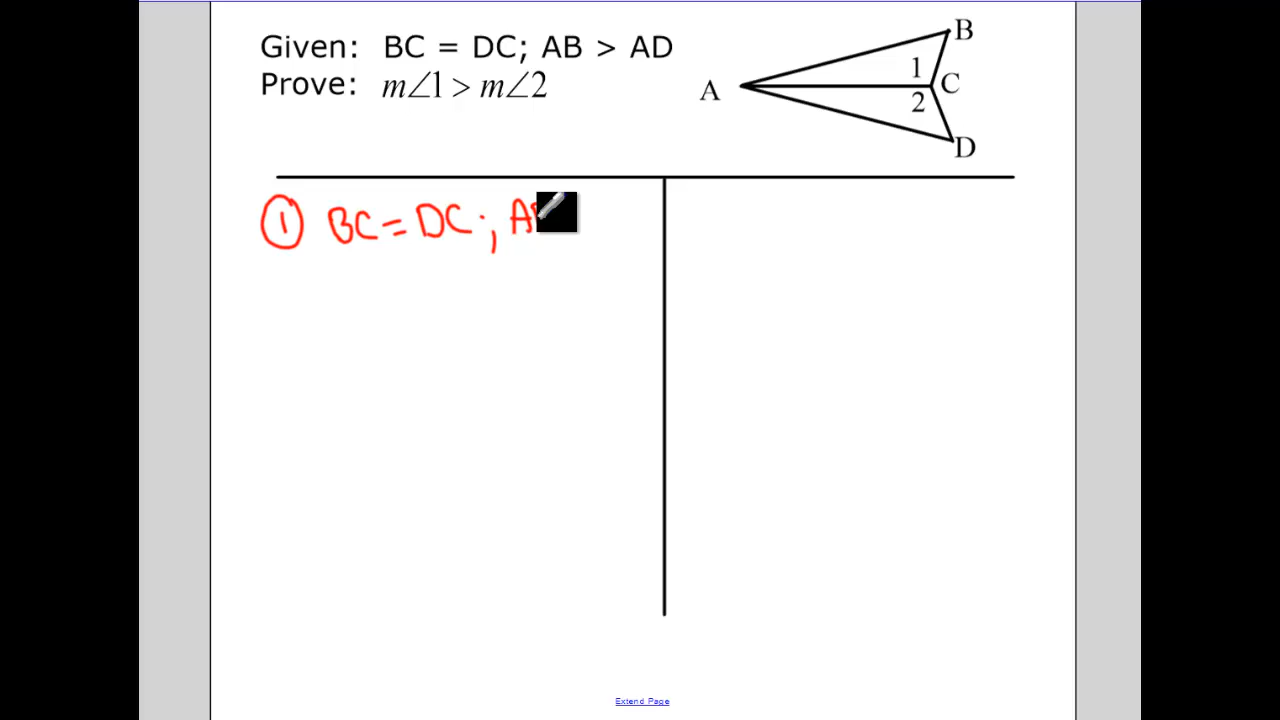 Given: BC = DC; AB > AD
Prove: m∠1 > m∠2
B
1
A
C
2
D
① BC = DC; A
Extend Page